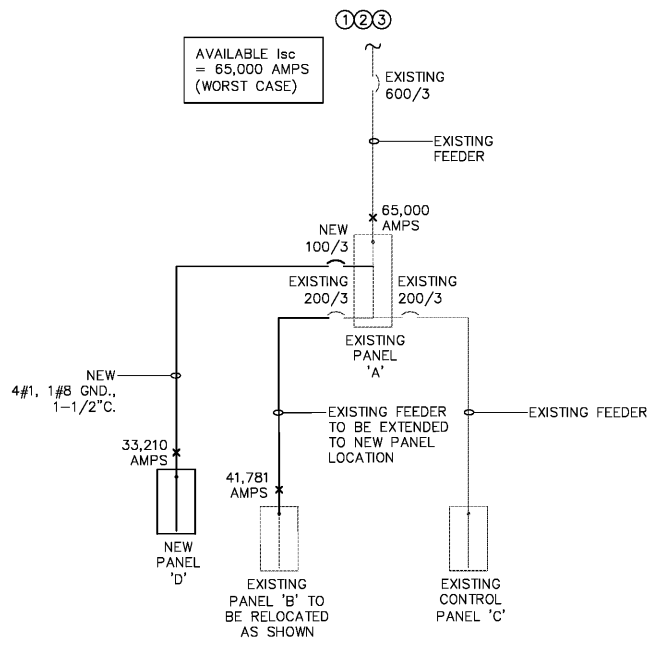 1 2 3
AVAILABLE Isc
= 65,000 AMPS
(WORST CASE)
EXISTING
600/3
EXISTING
FEEDER
65,000
AMPS
NEW
100/3
EXISTING
200/3
EXISTING
200/3
EXISTING
PANEL
'A'
NEW
4#1, 1#8 GND.,
1-1/2"C.
EXISTING FEEDER
TO BE EXTENDED
TO NEW PANEL
LOCATION
EXISTING FEEDER
33,210
AMPS
41,781
AMPS
NEW
PANEL
'D'
EXISTING
PANEL 'B' TO
BE RELOCATED
AS SHOWN
EXISTING
CONTROL
PANEL 'C'